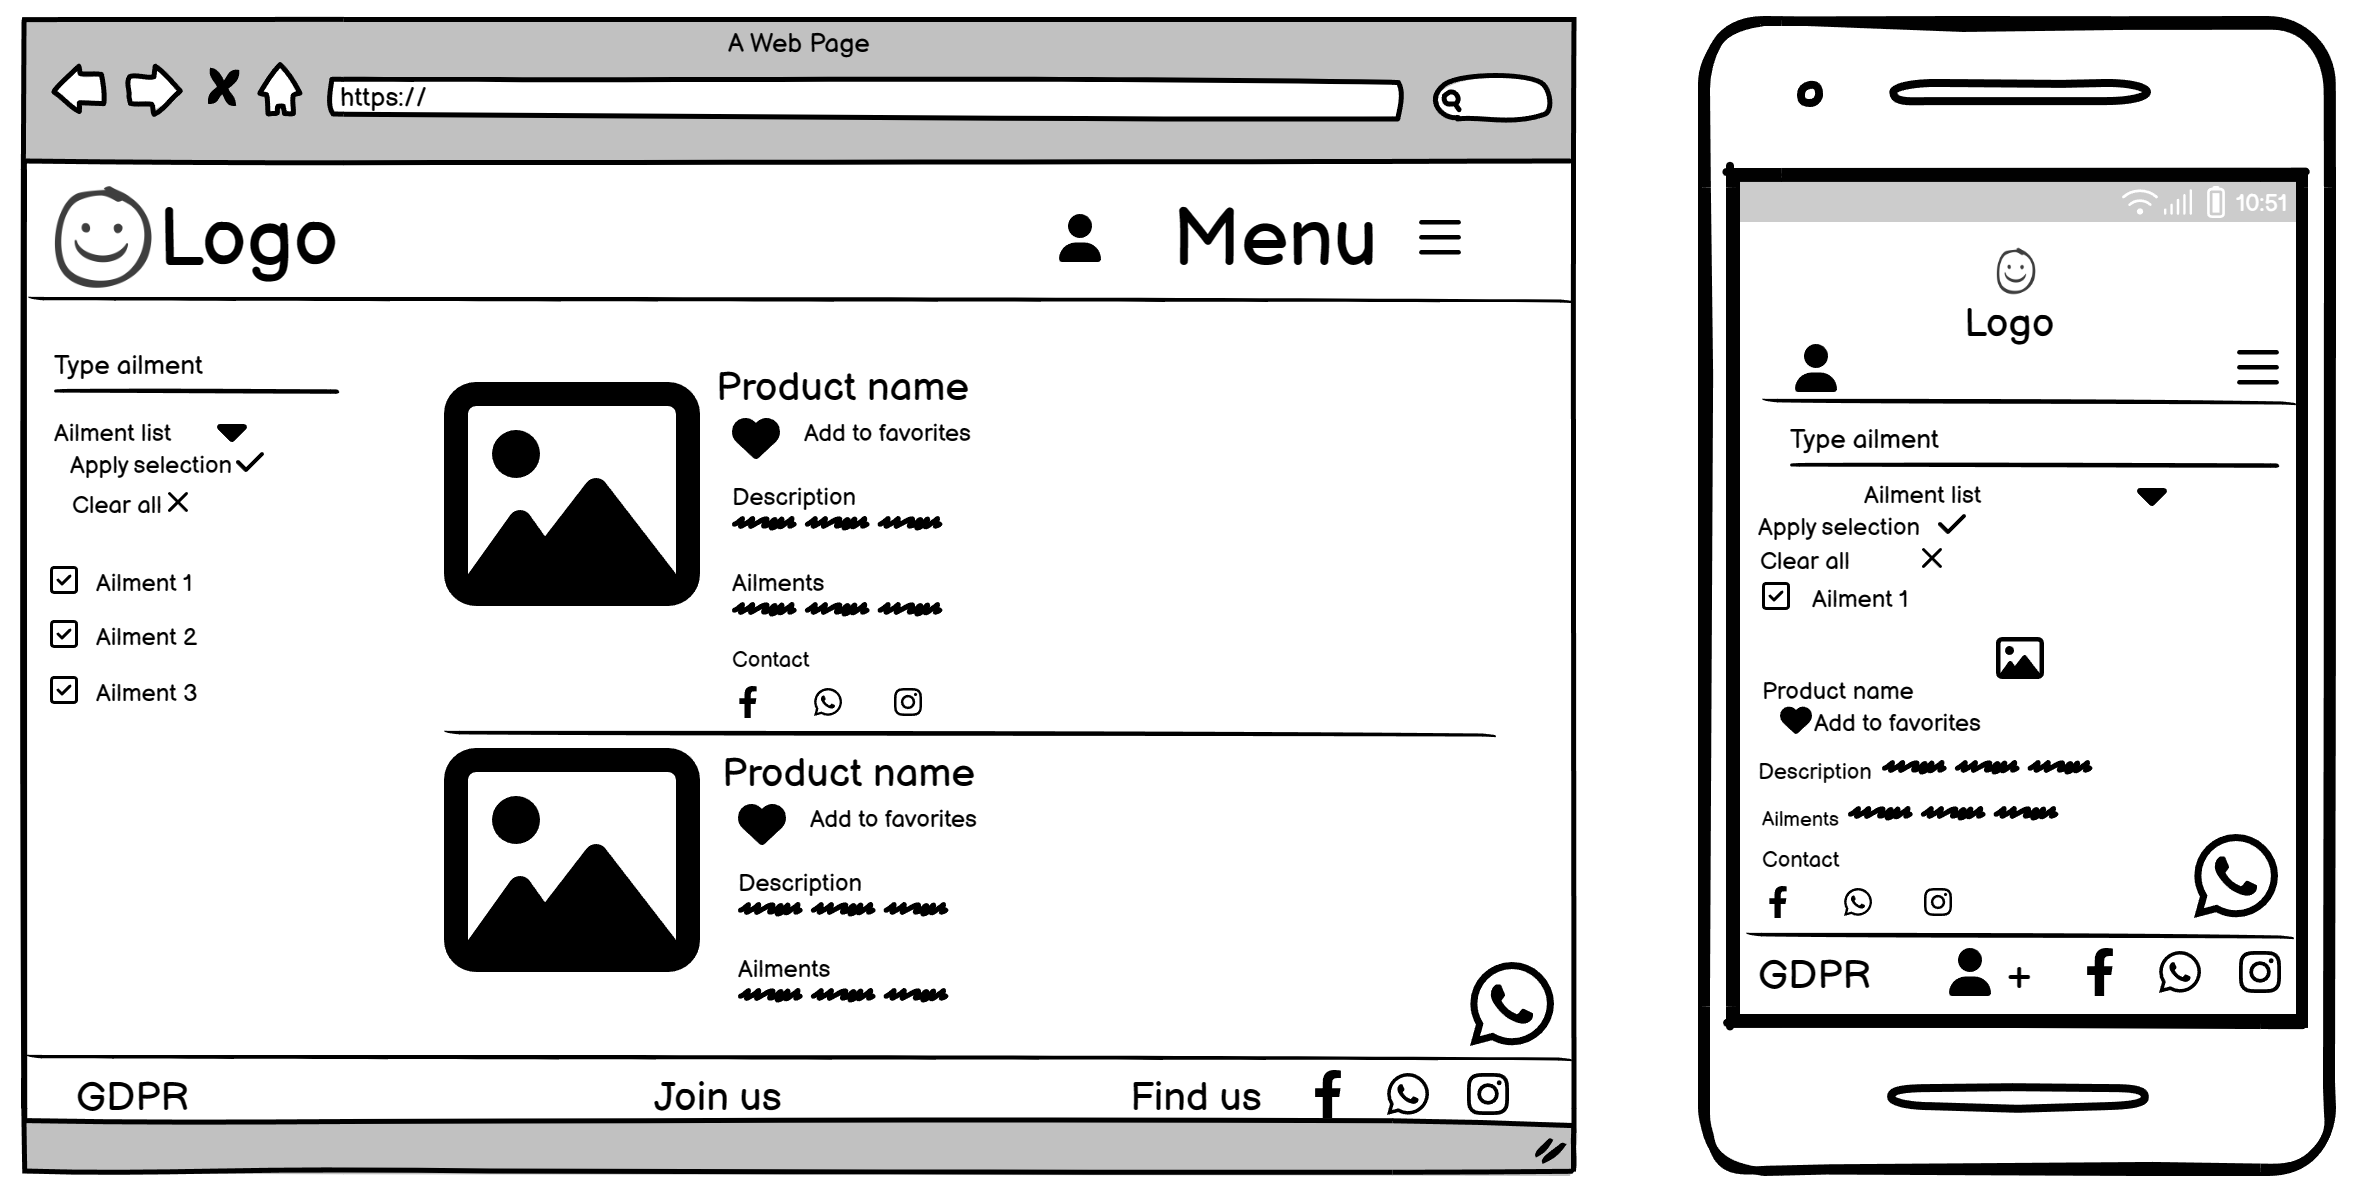 A Web Page
https://
Logo
Menu
Type ailment
Ailment list
Apply selection
Clear all
Ailment 1
Ailment 2
Ailment 3
Product name
Add to favorites
Description
Ailments
Contact
Product name
Add to favorites
Description
Ailments
GDPR
Join us
Find us
10:51
Logo
Type ailment
Ailment list
Apply selection
Clear all
Ailment 1
Product name
Add to favorites
Description
Ailments
Contact
GDPR
+